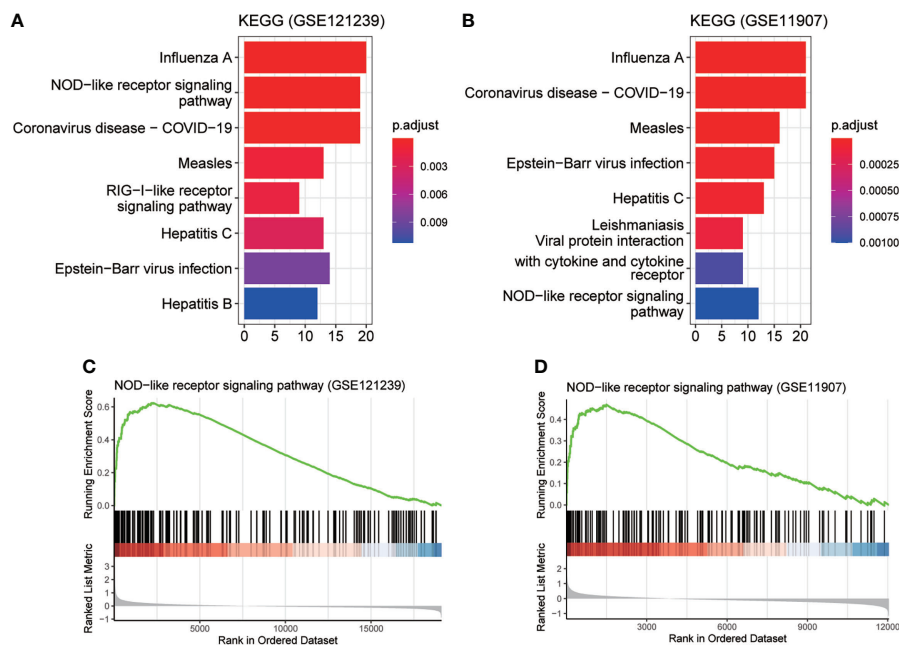 A
KEGG (GSE121239)
Influenza A
NOD-like receptor signaling
pathway
Coronavirus disease - COVID-19
Measles
RIG-I-like receptor
signaling pathway
Hepatitis C
Epstein-Barr virus infection
Hepatitis B
0 5 10 15 20
p.adjust
0.003
0.006
0.009
B
KEGG (GSE11907)
Influenza A
Coronavirus disease - COVID-19
Measles
Epstein-Barr virus infection
Hepatitis C
Leishmaniasis
Viral protein interaction
with cytokine and cytokine
receptor
NOD-like receptor signaling
pathway
0 5 10 15 20
p.adjust
0.00025
0.00050
0.00075
0.00100
C
NOD-like receptor signaling pathway (GSE121239)
Running Enrichment Score
0.6
0.4
0.2
0.0
Ranked List Metric
3
2
1
0
-1
5000 10000 15000
Rank in Ordered Dataset
D
NOD-like receptor signaling pathway (GSE11907)
Running Enrichment Score
0.4
0.2
0.0
Ranked List Metric
2
1
0
-1
3000 6000 9000 12000
Rank in Ordered Dataset